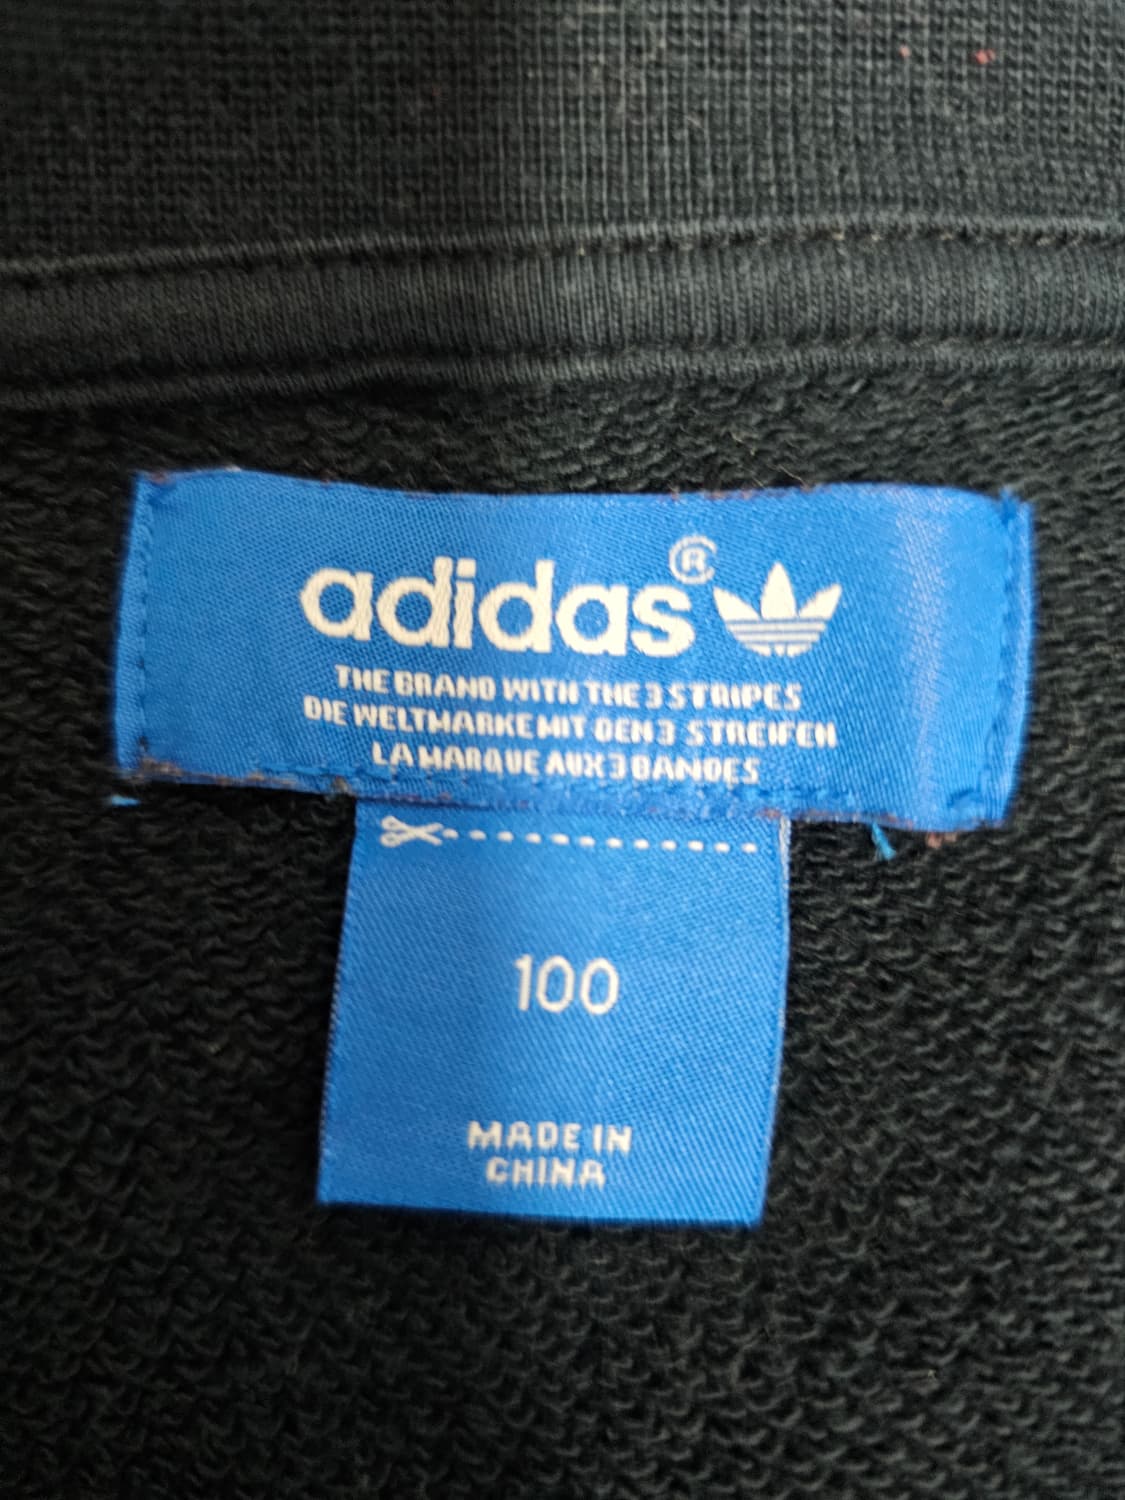 adidas®
THE BRAND WITH THE 3 STRIPES
DIE WELTMARKE MIT DEN 3 STREIFEN
LA MARQUE AUX 3 BANDES
100
MADE IN
CHINA